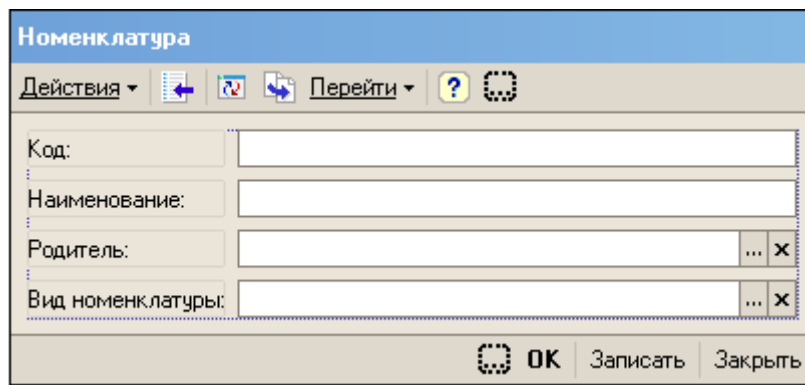 Номенклатура
Действия Перейти ?
Код:
Наименование:
Родитель: ... x
Вид номенклатуры: ... x
OK Записать Закрыть